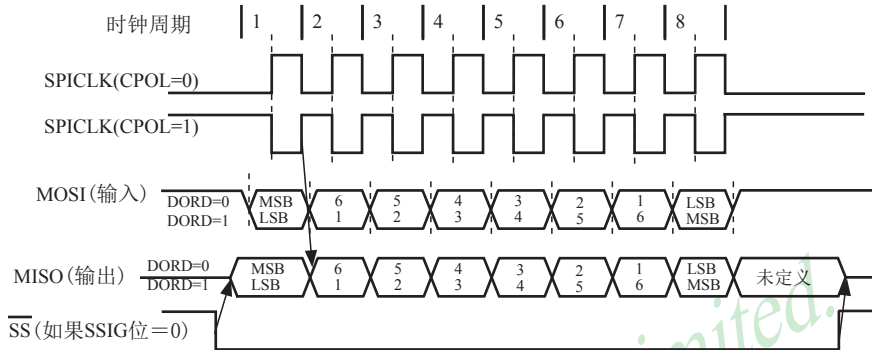 时钟周期 1 2 3 4 5 6 7 8
SPICLK(CPOL=0)
SPICLK(CPOL=1)
MOSI(输入) DORD=0 MSB 6 5 4 3 2 1 LSB
DORD=1 LSB 1 2 3 4 5 6 MSB
MISO(输出) DORD=0 MSB 6 5 4 3 2 1 LSB 未定义
DORD=1 LSB 1 2 3 4 5 6 MSB
SS(如果SSIG位=0)
imited.